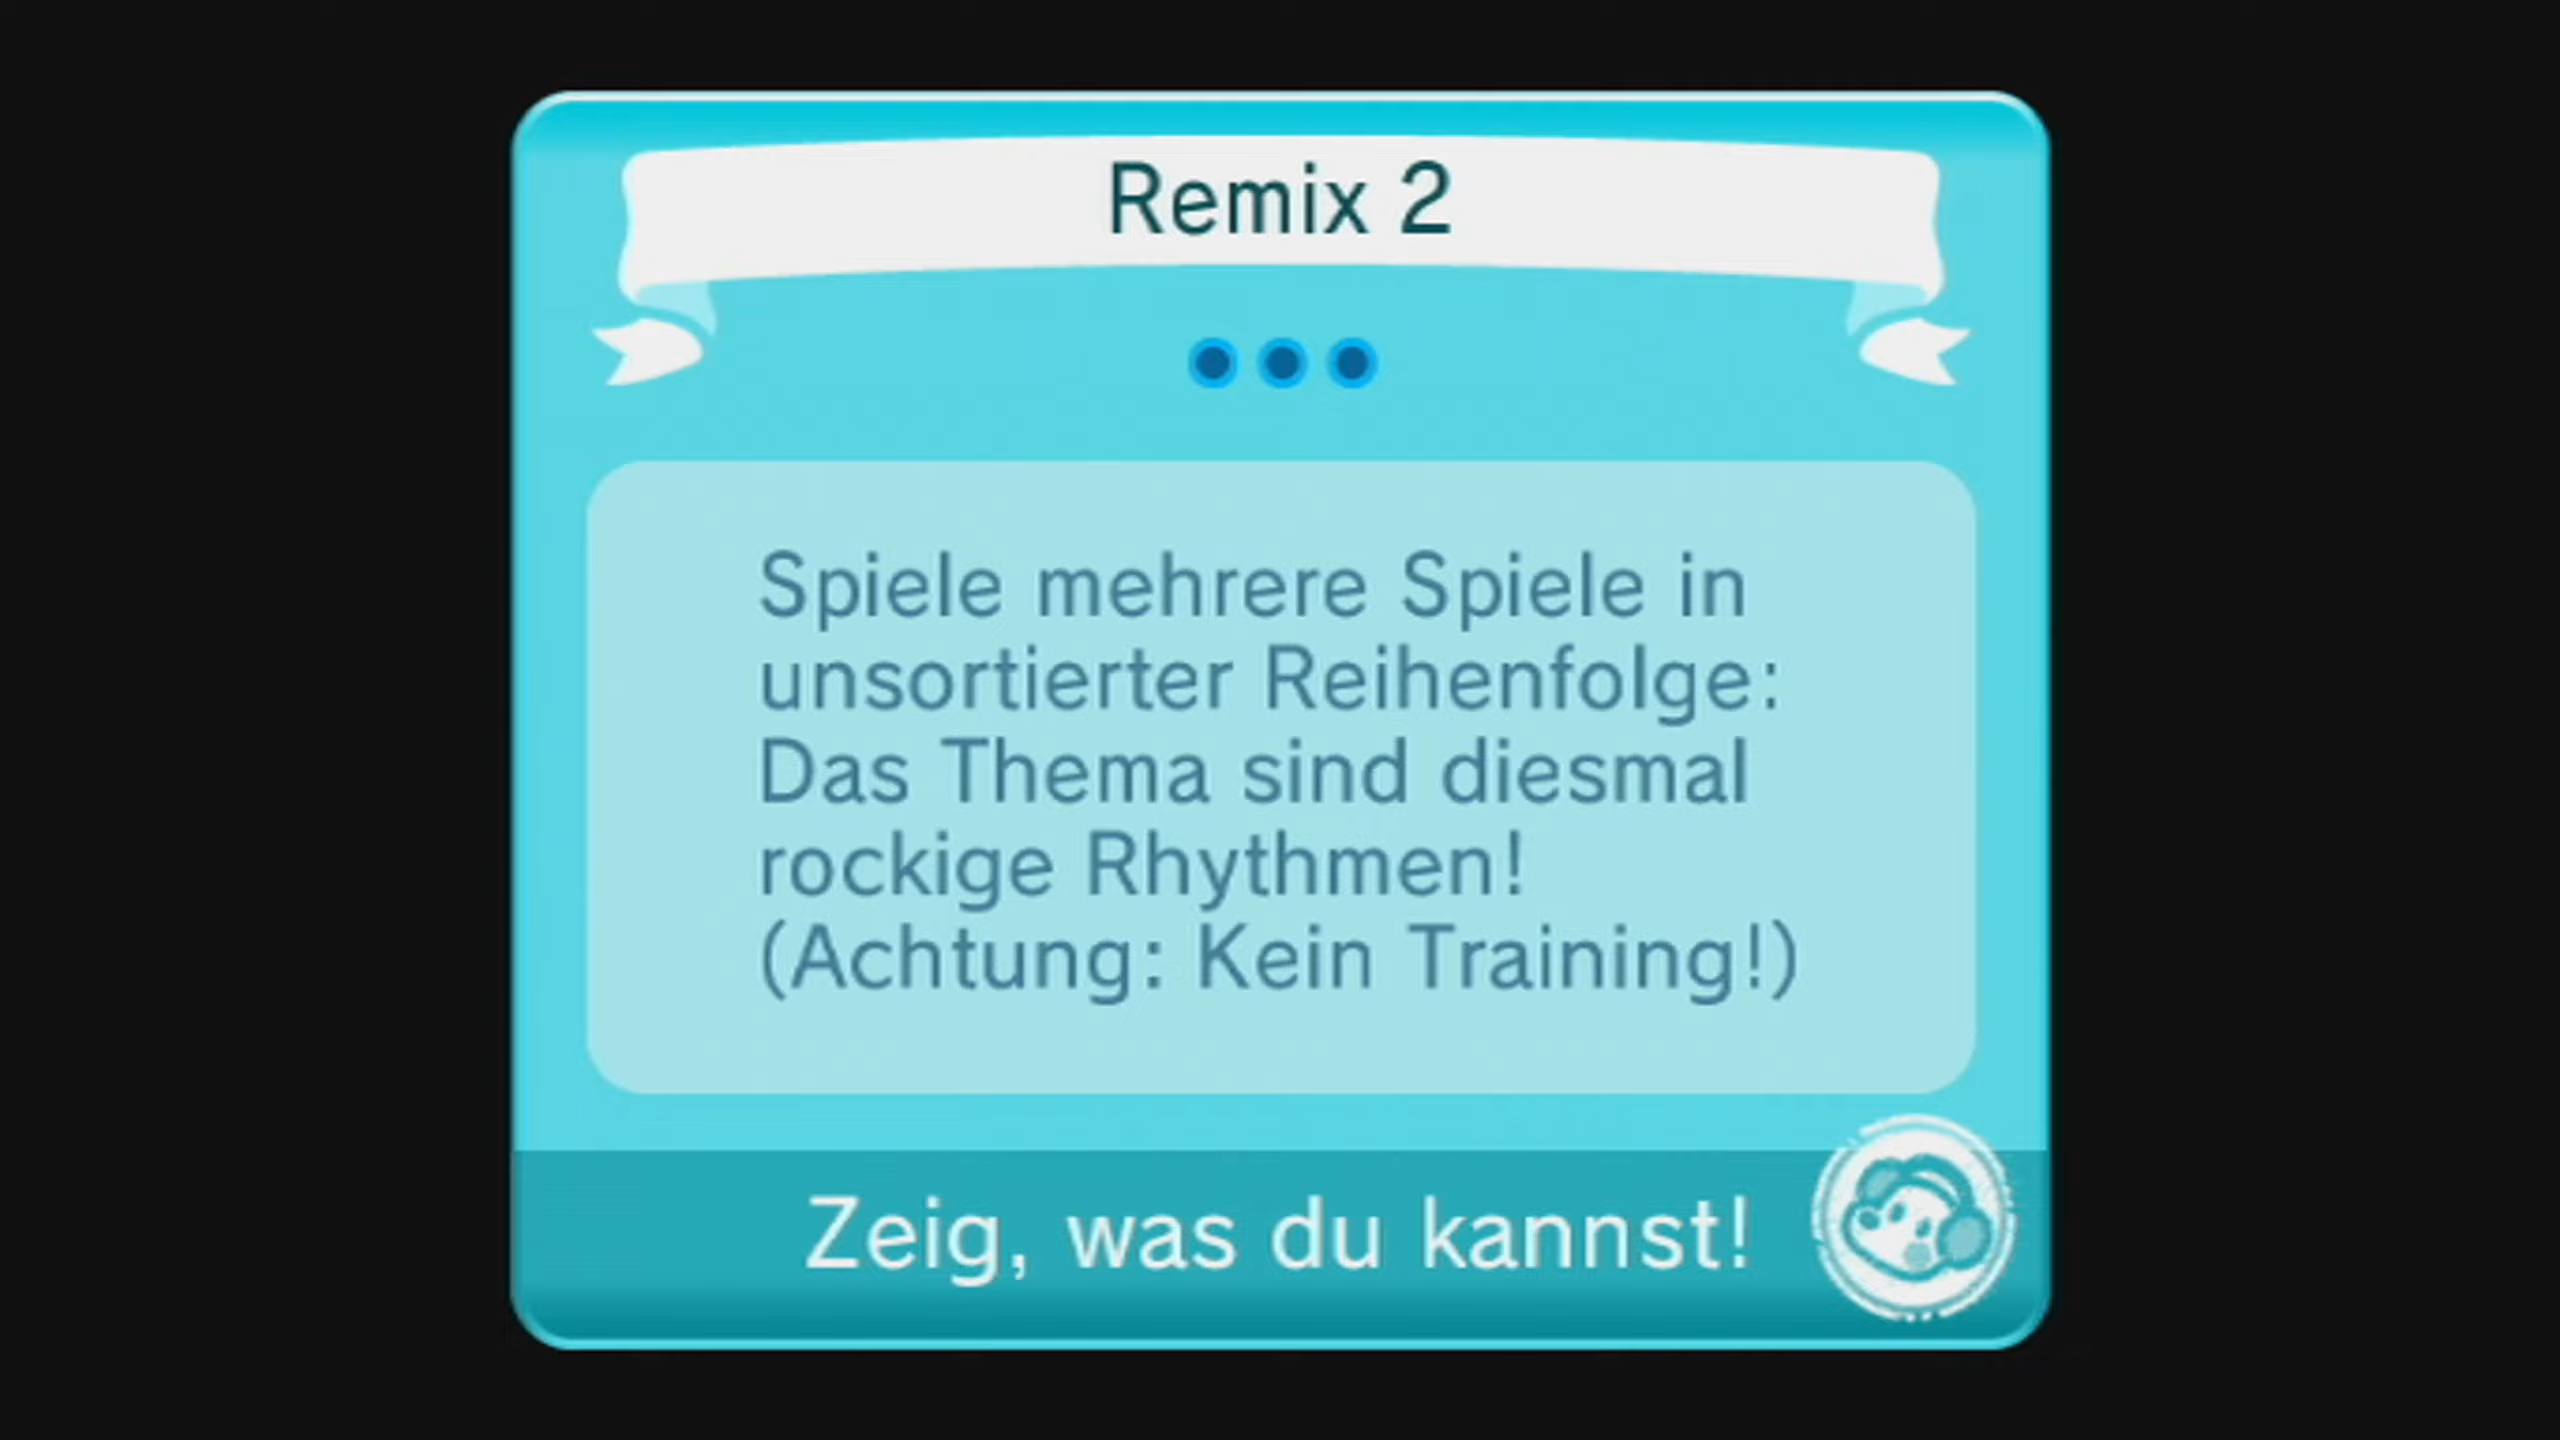 Remix 2
Spiele mehrere Spiele in
unsortierter Reihenfolge:
Das Thema sind diesmal
rockige Rhythmen!
(Achtung: Kein Training!)
Zeig, was du kannst!